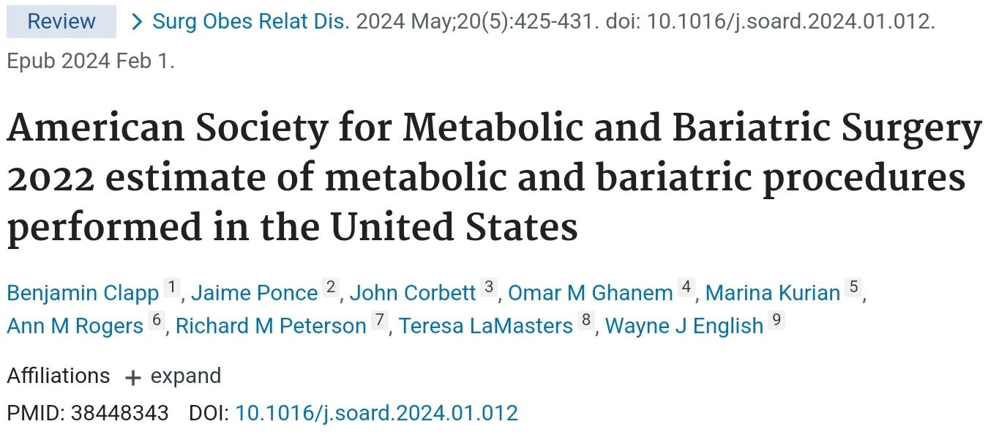 Review > Surg Obes Relat Dis. 2024 May;20(5):425-431. doi: 10.1016/j.soard.2024.01.012.
Epub 2024 Feb 1.
American Society for Metabolic and Bariatric Surgery
2022 estimate of metabolic and bariatric procedures
performed in the United States
Benjamin Clapp 1, Jaime Ponce 2, John Corbett 3, Omar M Ghanem 4, Marina Kurian 5,
Ann M Rogers 6, Richard M Peterson 7, Teresa LaMasters 8, Wayne J English 9
Affiliations + expand
PMID: 38448343 DOI: 10.1016/j.soard.2024.01.012